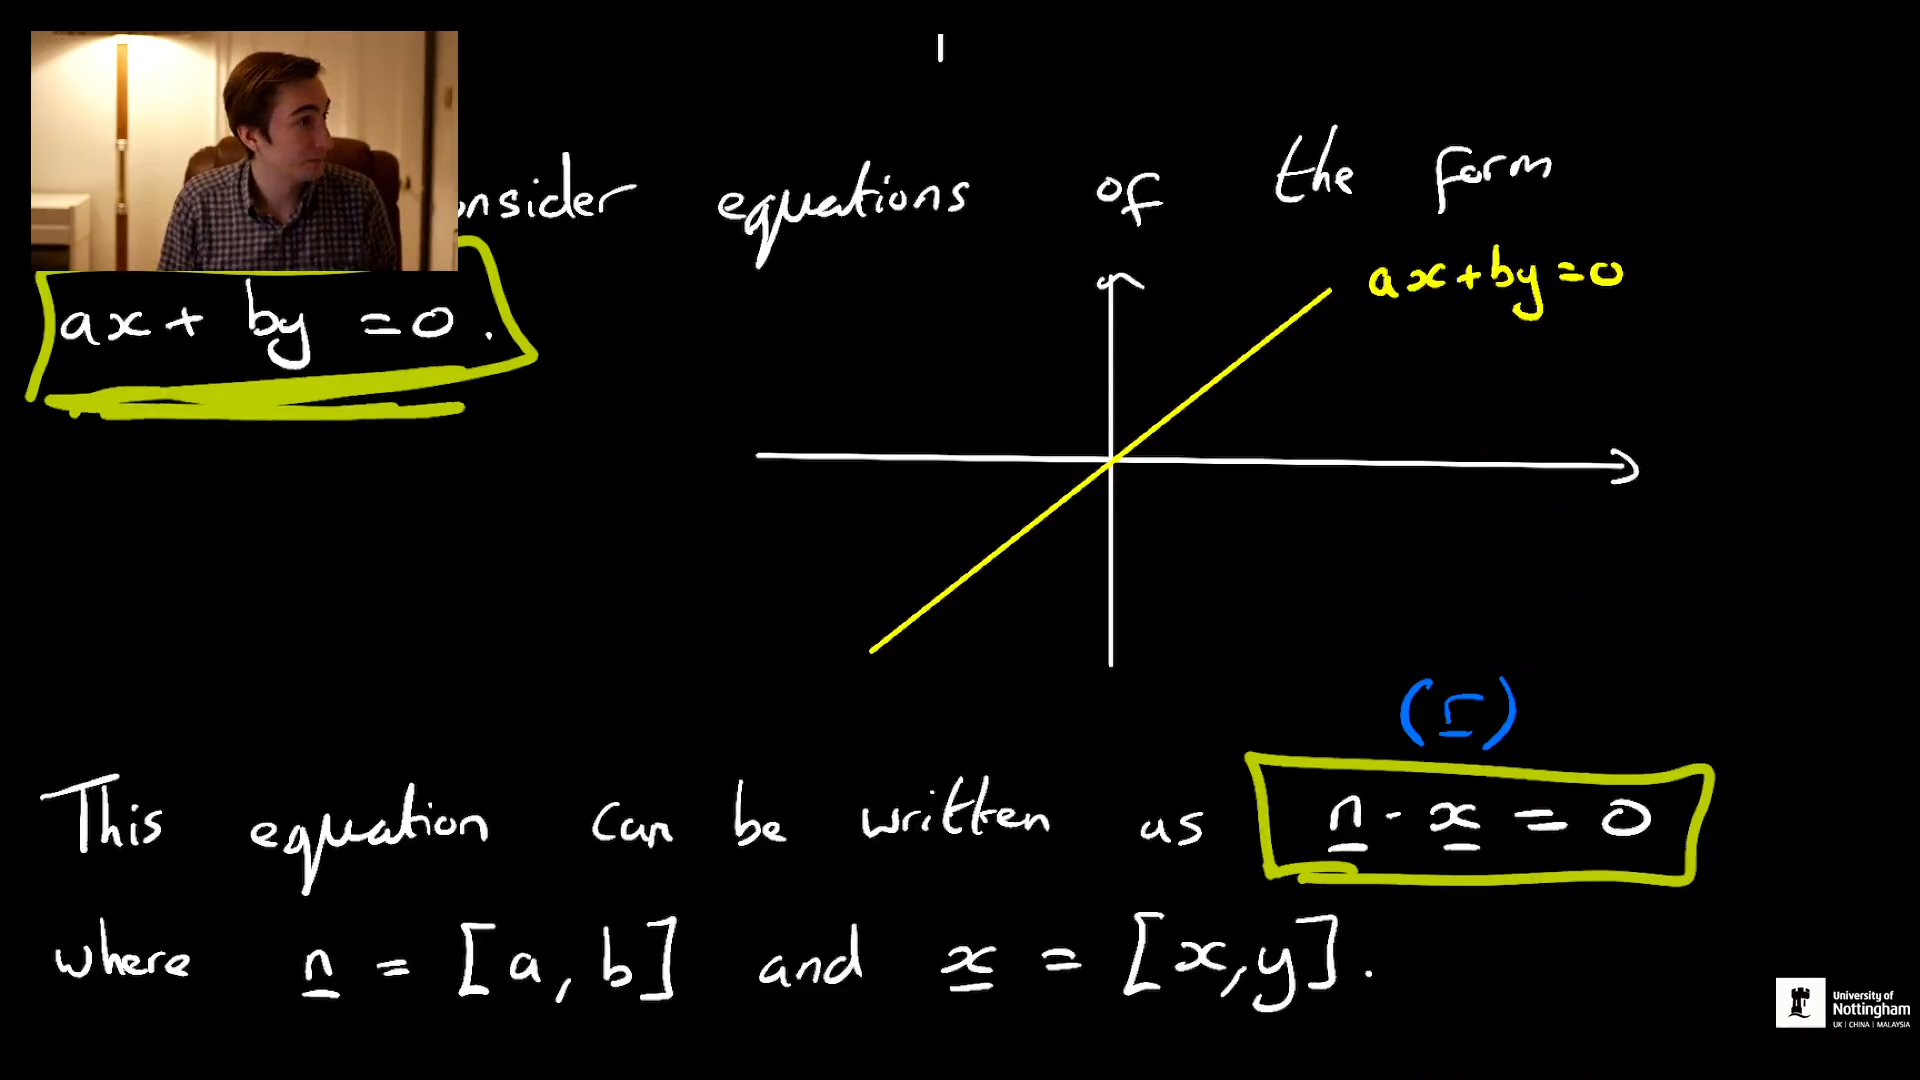 onsider equations of the form
ax + by = 0.
ax+by=0
(r)
This equation can be written as n · x = 0
where n = [a, b] and x = [x,y].
University of
Nottingham
UK | CHINA | MALAYSIA